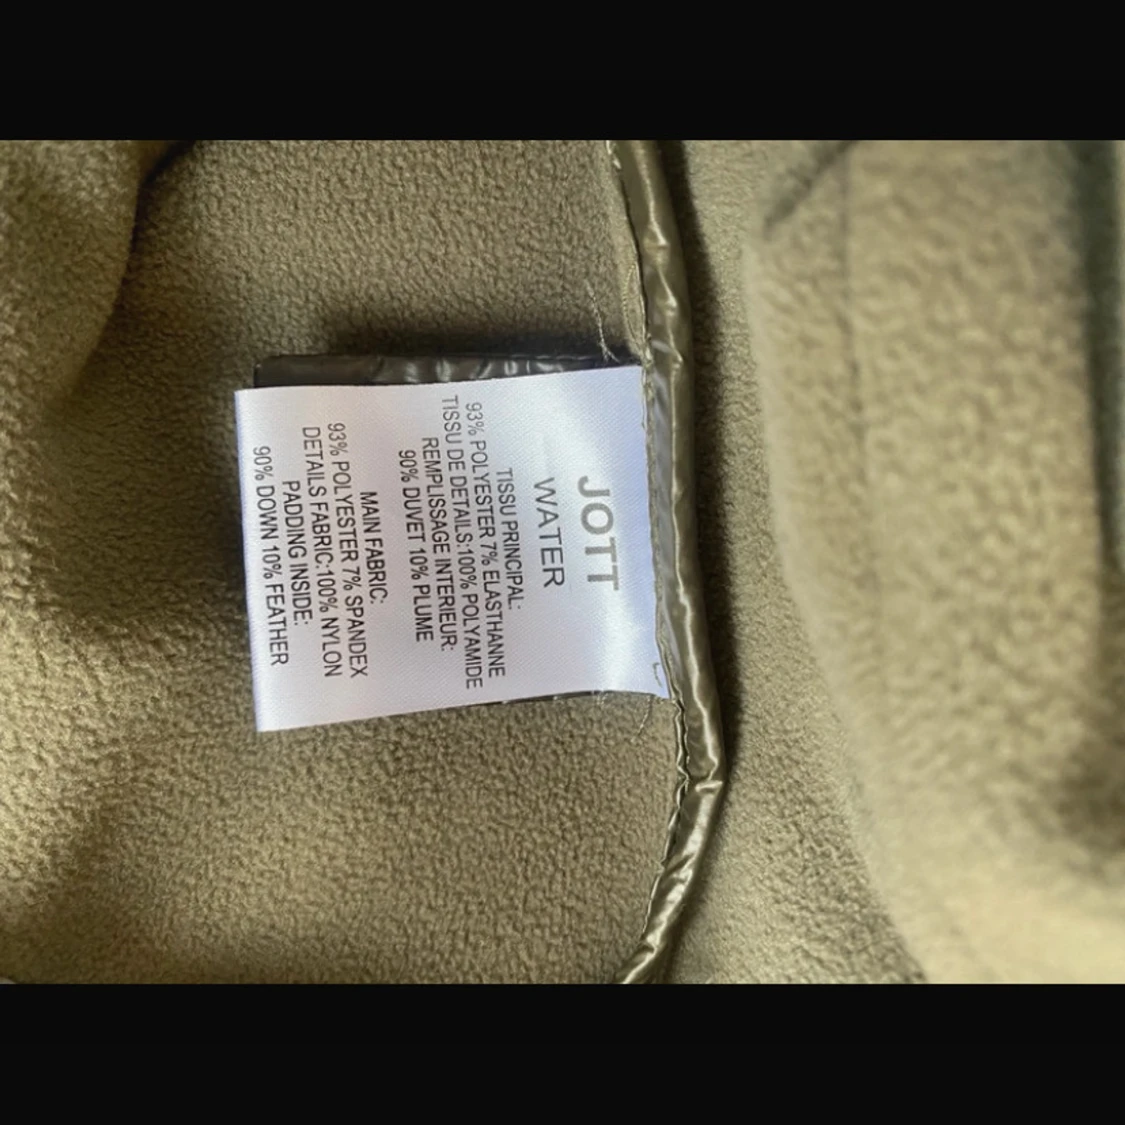 JOTT
WATER
TISSU PRINCIPAL:
93% POLYESTER 7% ELASTHANNE
TISSU DE DETAILS:100% POLYAMIDE
REMPLISSAGE INTERIEUR:
90% DUVET 10% PLUME
MAIN FABRIC:
93% POLYESTER 7% SPANDEX
DETAILS FABRIC:100% NYLON
PADDING INSIDE:
90% DOWN 10% FEATHER